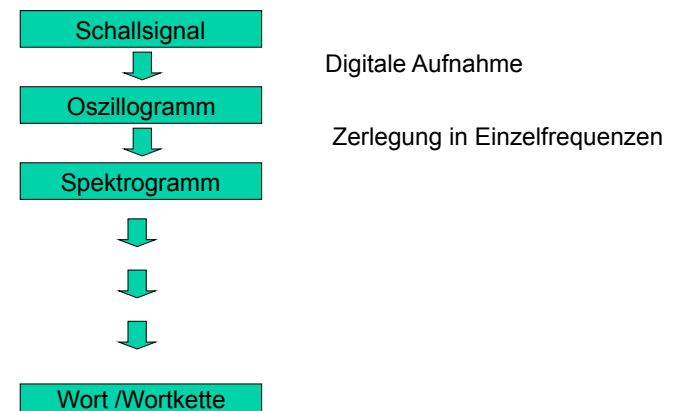 Schallsignal
Digitale Aufnahme
Oszillogramm
Zerlegung in Einzelfrequenzen
Spektrogramm
Wort /Wortkette